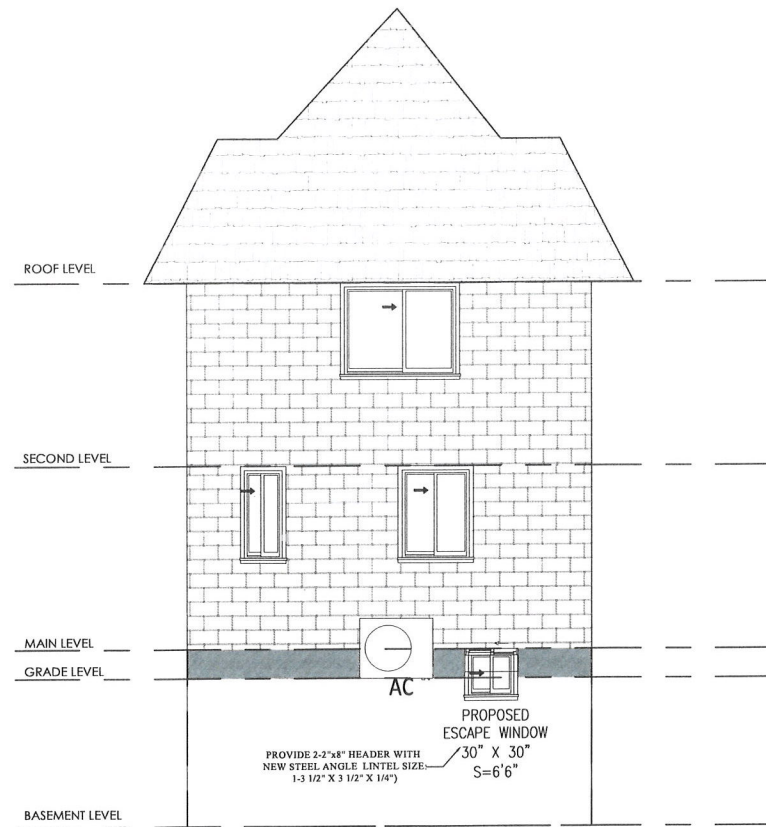 ROOF LEVEL
SECOND LEVEL
MAIN LEVEL
GRADE LEVEL
AC
PROPOSED
ESCAPE WINDOW
30" X 30"
S=6'6"
PROVIDE 2-2"x8" HEADER WITH
NEW STEEL ANGLE LINTEL SIZE:
1-3 1/2" X 3 1/2" X 1/4")
BASEMENT LEVEL